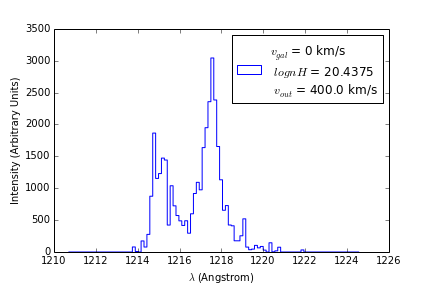 3500
3000
2500
2000
1500
1000
500
0
Intensity (Arbitrary Units)
v_gal = 0 km/s
lognH = 20.4375
v_out = 400.0 km/s
1210 1212 1214 1216 1218 1220 1222 1224 1226
λ (Angstrom)